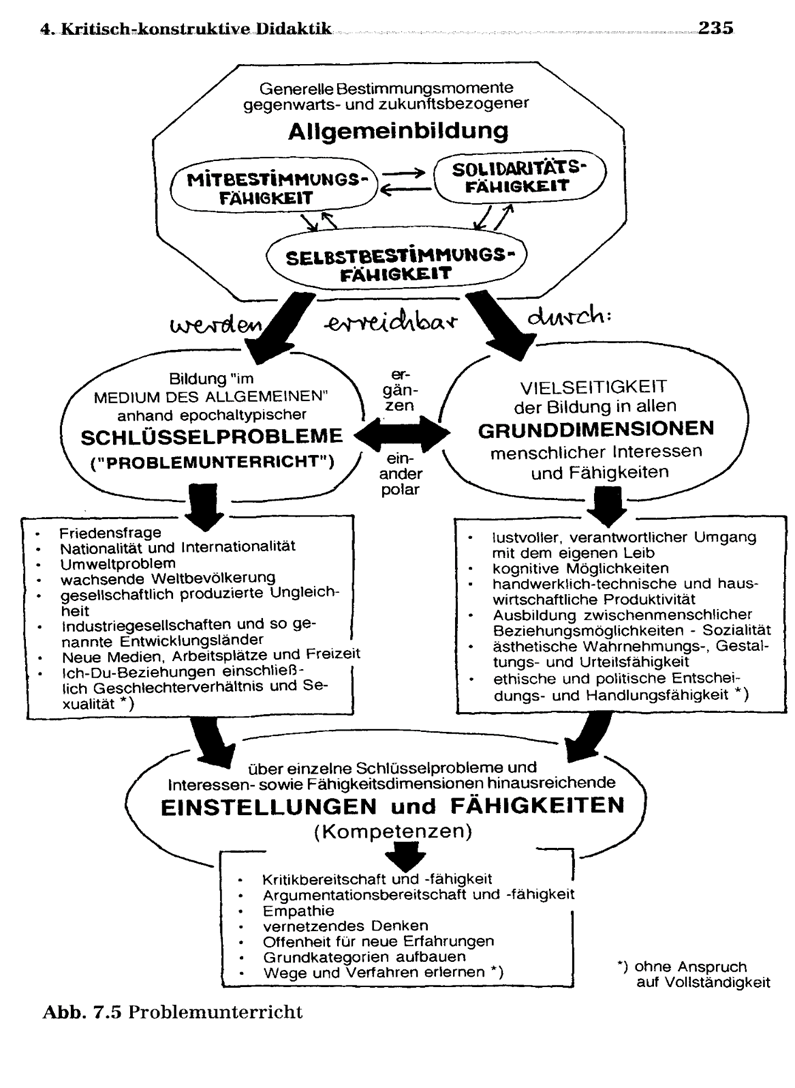 4. Kritisch-konstruktive Didaktik 235
Generelle Bestimmungsmomente
gegenwarts- und zukunftsbezogener
Allgemeinbildung
MITBESTIMMUNGS-
FÄHIGKEIT
SOLIDARITÄTS-
FÄHIGKEIT
SELBSTBESTIMMUNGS-
FÄHIGKEIT
werden erreichbar durch:
Bildung "im
MEDIUM DES ALLGEMEINEN"
anhand epochaltypischer
SCHLÜSSELPROBLEME
("PROBLEMUNTERRICHT")
er-
gän-
zen
ein-
ander
polar
VIELSEITIGKEIT
der Bildung in allen
GRUNDDIMENSIONEN
menschlicher Interessen
und Fähigkeiten
• Friedensfrage
• Nationalität und Internationalität
• Umweltproblem
• wachsende Weltbevölkerung
• gesellschaftlich produzierte Ungleich-
heit
• Industriegesellschaften und so ge-
nannte Entwicklungsländer
• Neue Medien, Arbeitsplätze und Freizeit
• Ich-Du-Beziehungen einschließ-
lich Geschlechterverhältnis und Se-
xualität *)
• lustvoller, verantwortlicher Umgang
mit dem eigenen Leib
• kognitive Möglichkeiten
• handwerklich-technische und haus-
wirtschaftliche Produktivität
• Ausbildung zwischenmenschlicher
Beziehungsmöglichkeiten - Sozialität
• ästhetische Wahrnehmungs-, Gestal-
tungs- und Urteilsfähigkeit
• ethische und politische Entschei-
dungs- und Handlungsfähigkeit *)
über einzelne Schlüsselprobleme und
Interessen- sowie Fähigkeitsdimensionen hinausreichende
EINSTELLUNGEN und FÄHIGKEITEN
(Kompetenzen)
• Kritikbereitschaft und -fähigkeit
• Argumentationsbereitschaft und -fähigkeit
• Empathie
• vernetzendes Denken
• Offenheit für neue Erfahrungen
• Grundkategorien aufbauen
• Wege und Verfahren erlernen *)
*) ohne Anspruch
auf Vollständigkeit
Abb. 7.5 Problemunterricht